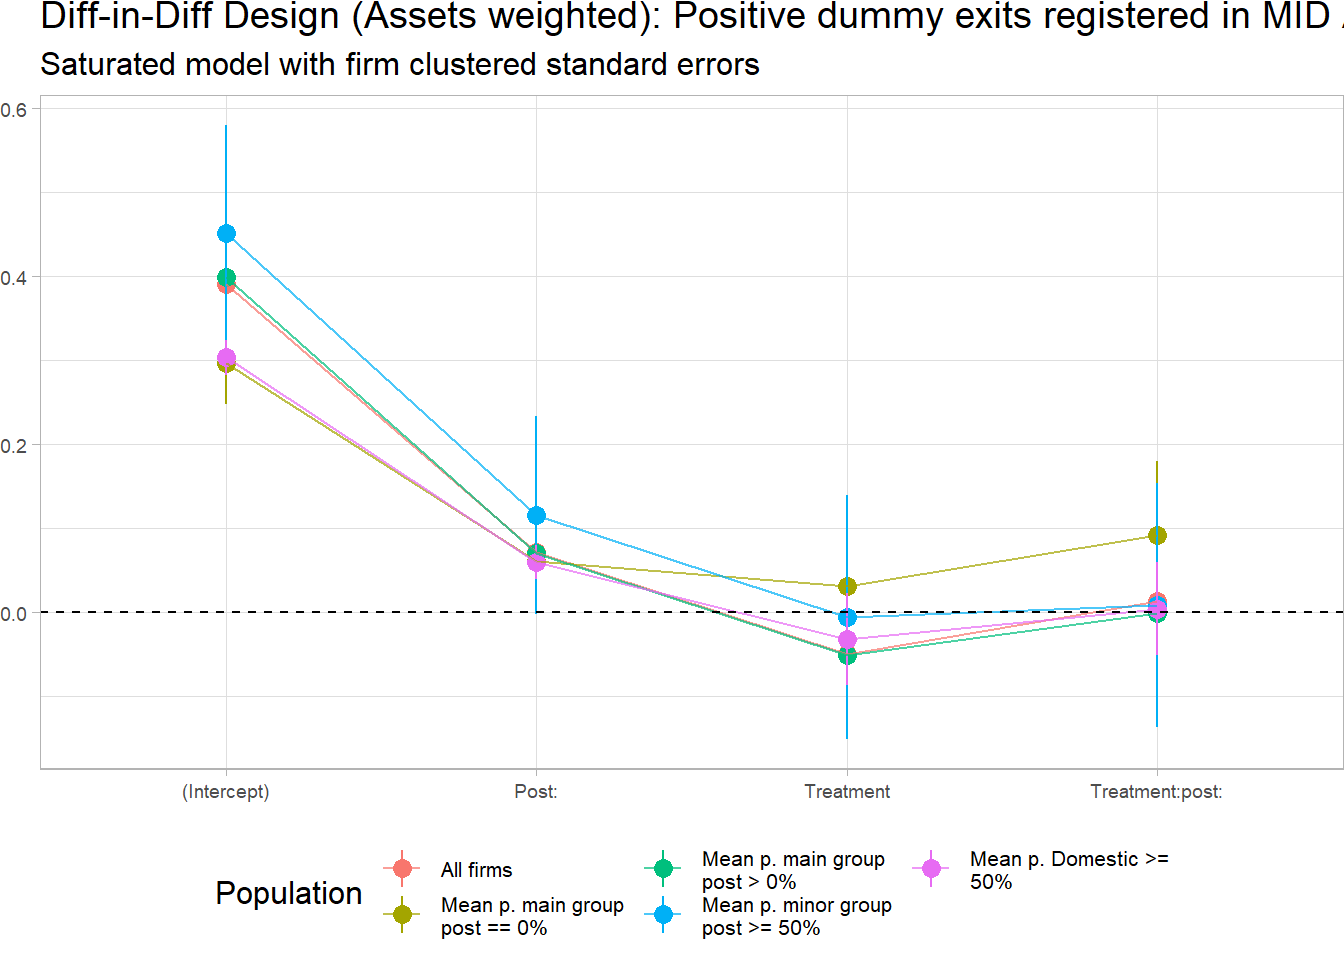 Diff-in-Diff Design (Assets weighted): Positive dummy exits registered in MID
Saturated model with firm clustered standard errors
0.6
0.4
0.2
0.0
(Intercept)
Post:
Treatment
Treatment:post:
Population
All firms
Mean p. main group
post == 0%
Mean p. main group
post > 0%
Mean p. minor group
post >= 50%
Mean p. Domestic >=
50%